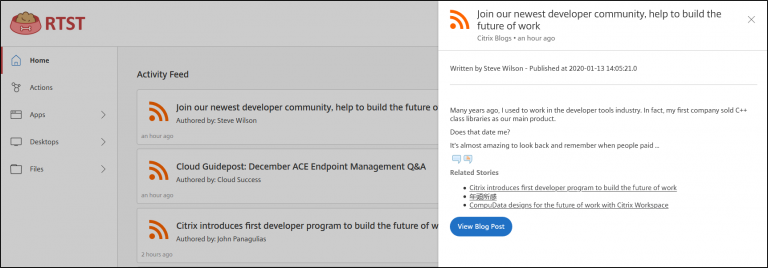 RTST
Home
Actions
Apps
Desktops
Files
Activity Feed
Join our newest developer community, help to build the future o
Authored by: Steve Wilson
an hour ago
Cloud Guidepost: December ACE Endpoint Management Q&A
Authored by: Cloud Success
an hour ago
Citrix introduces first developer program to build the future of w
Authored by: John Panagulias
2 hours ago
Join our newest developer community, help to build the
future of work
Citrix Blogs • an hour ago
Written by Steve Wilson - Published at 2020-01-13 14:05:21.0
Many years ago, I used to work in the developer tools industry. In fact, my first company sold C++
class libraries as our main product.
Does that date me?
It's almost amazing to look back and remember when people paid ...
Related Stories
Citrix introduces first developer program to build the future of work
年頭所感
CompuData designs for the future of work with Citrix Workspace
View Blog Post